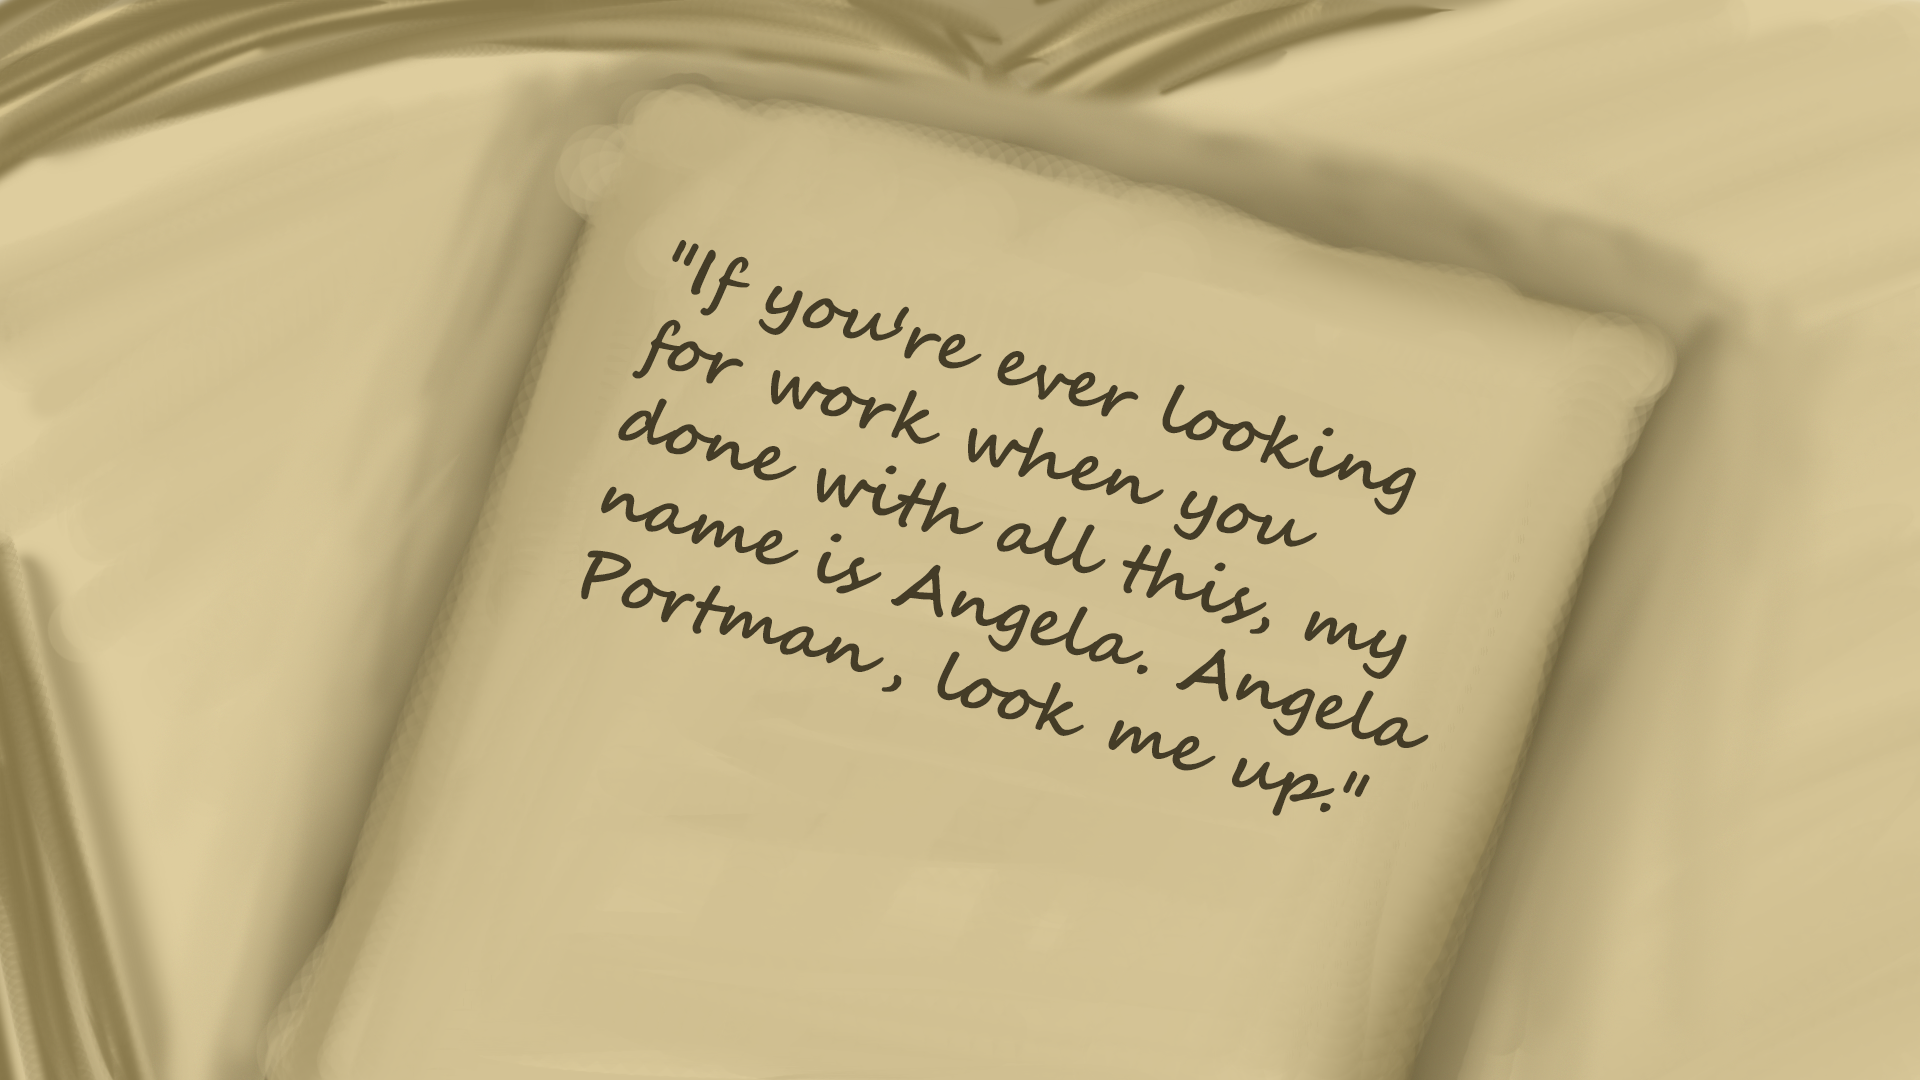 "If you're ever looking
for work when you
done with all this, my
name is Angela. Angela
Portman, look me up."